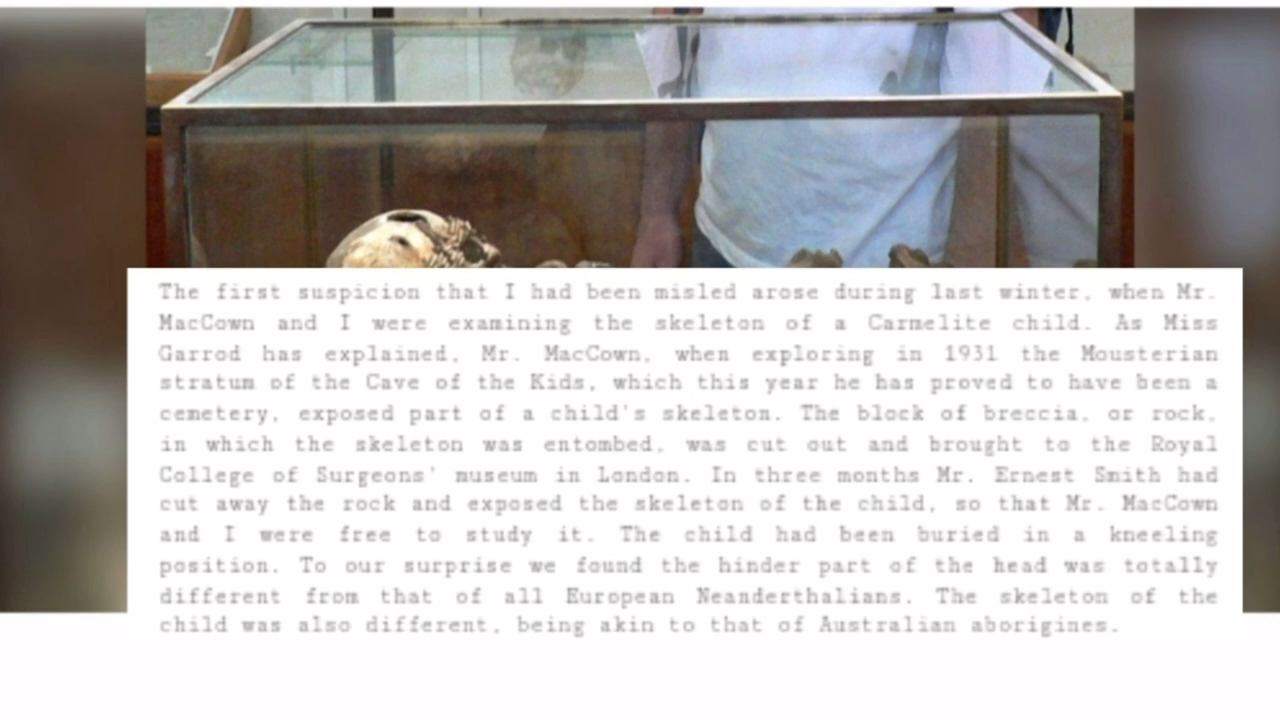 The first suspicion that I had been misled arose during last winter, when Mr.
MacCown and I were examining the skeleton of a Carmelite child. As Miss
Garrod has explained, Mr. MacCown, when exploring in 1931 the Mousterian
stratum of the Cave of the Kids, which this year he has proved to have been a
cemetery, exposed part of a child's skeleton. The block of breccia, or rock,
in which the skeleton was entombed, was cut out and brought to the Royal
College of Surgeons' museum in London. In three months Mr. Ernest Smith had
cut away the rock and exposed the skeleton of the child, so that Mr. MacCown
and I were free to study it. The child had been buried in a kneeling
position. To our surprise we found the hinder part of the head was totally
different from that of all European Neanderthalians. The skeleton of the
child was also different, being akin to that of Australian aborigines.